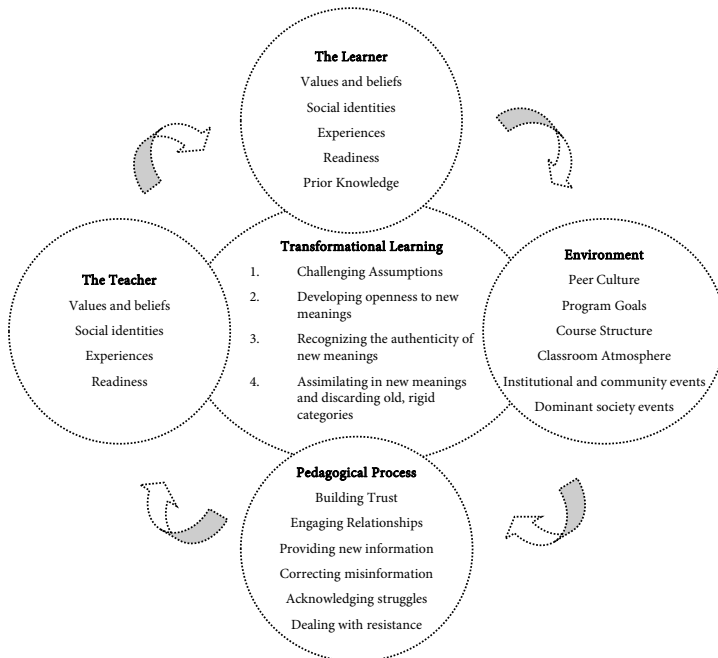 The Learner
Values and beliefs
Social identities
Experiences
Readiness
Prior Knowledge
Transformational Learning
1. Challenging Assumptions
2. Developing openness to new
meanings
3. Recognizing the authenticity of
new meanings
4. Assimilating in new meanings
and discarding old, rigid
categories
The Teacher
Values and beliefs
Social identities
Experiences
Readiness
Environment
Peer Culture
Program Goals
Course Structure
Classroom Atmosphere
Institutional and community events
Dominant society events
Pedagogical Process
Building Trust
Engaging Relationships
Providing new information
Correcting misinformation
Acknowledging struggles
Dealing with resistance